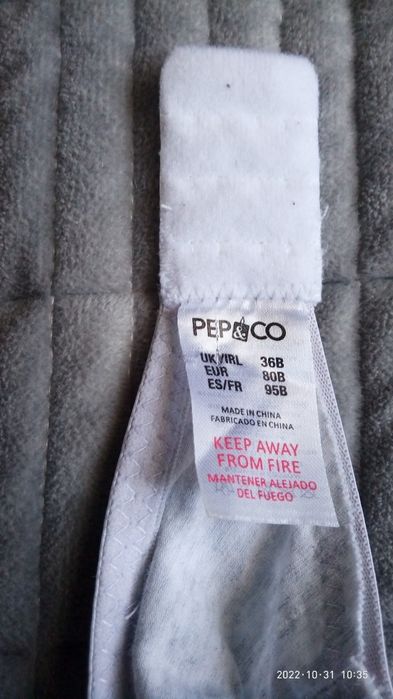 PEP&CO
UK/IRL 36B
EUR 80B
ES/FR 95B
MADE IN CHINA
FABRICADO EN CHINA
KEEP AWAY
FROM FIRE
MANTENER ALEJADO
DEL FUEGO
2022·10·31 10:35